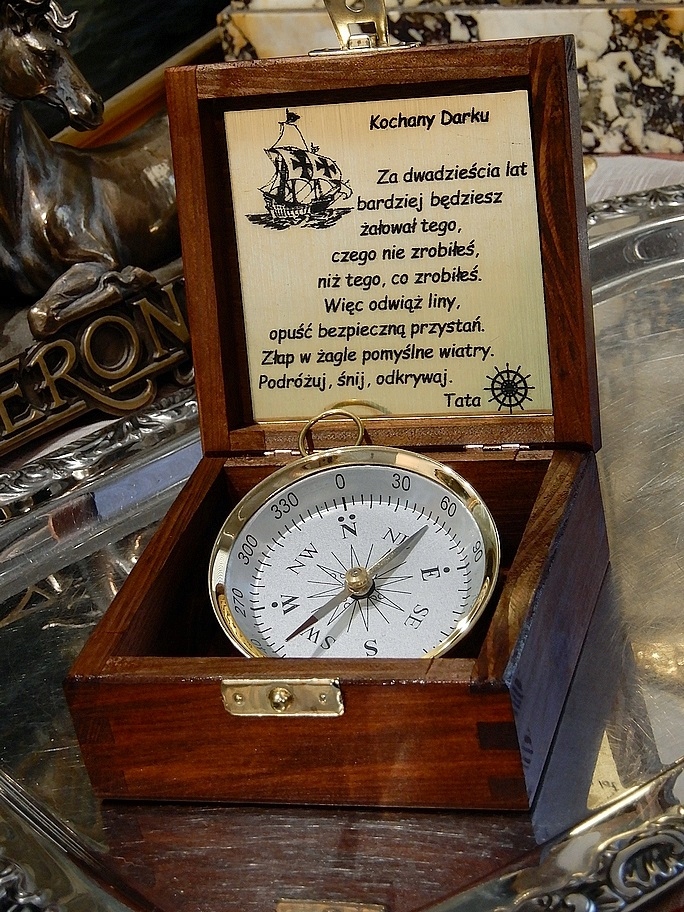 Kochany Darku
Za dwadzieścia lat
bardziej będziesz
żałował tego,
czego nie zrobiłeś,
niż tego, co zrobiłeś.
Więc odwiąż liny,
opuść bezpieczną przystań.
Złap w żagle pomyślne wiatry.
Podróżuj, śnij, odkrywaj.
Tata
ERON
330 0 30 60 90
300 270
N
NW
E
W
SE
SW
S